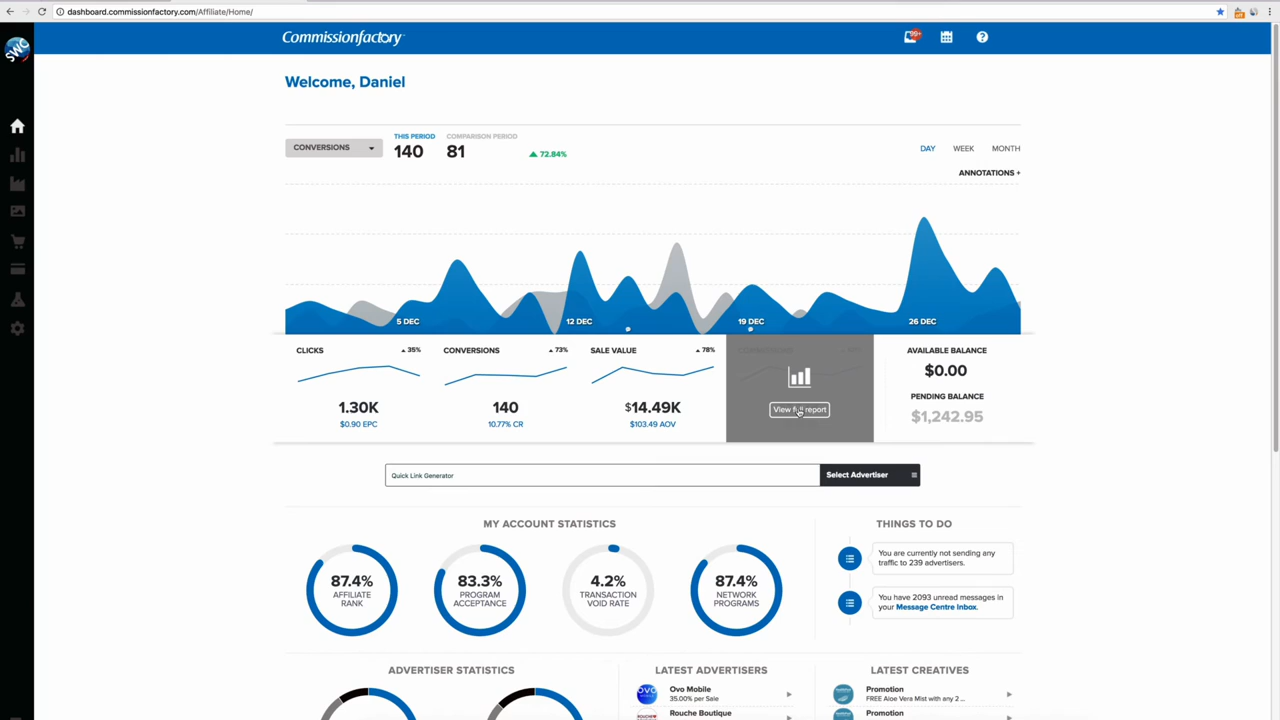 dashboard.commissionfactory.com/Affiliate/Home/
SWC
Commissionfactory
99+
Welcome, Daniel
CONVERSIONS
THIS PERIOD
140
COMPARISON PERIOD
81
72.84%
DAY WEEK MONTH
ANNOTATIONS +
5 DEC 12 DEC 19 DEC 26 DEC
CLICKS 35%
1.30K
$0.90 EPC
CONVERSIONS 73%
140
10.77% CR
SALE VALUE 78%
$14.49K
$103.49 AOV
View full report
AVAILABLE BALANCE
$0.00
PENDING BALANCE
$1,242.95
Quick Link Generator
Select Advertiser
MY ACCOUNT STATISTICS
87.4%
AFFILIATE
RANK
83.3%
PROGRAM
ACCEPTANCE
4.2%
TRANSACTION
VOID RATE
87.4%
NETWORK
PROGRAMS
THINGS TO DO
You are currently not sending any
traffic to 239 advertisers.
You have 2093 unread messages in
your Message Centre Inbox.
ADVERTISER STATISTICS
LATEST ADVERTISERS
OVO
MOBILE
Ovo Mobile
35.00% per Sale
ROUCHE
Rouche Boutique
LATEST CREATIVES
Promotion
FREE Aloe Vera Mist with any 2 ...
Promotion